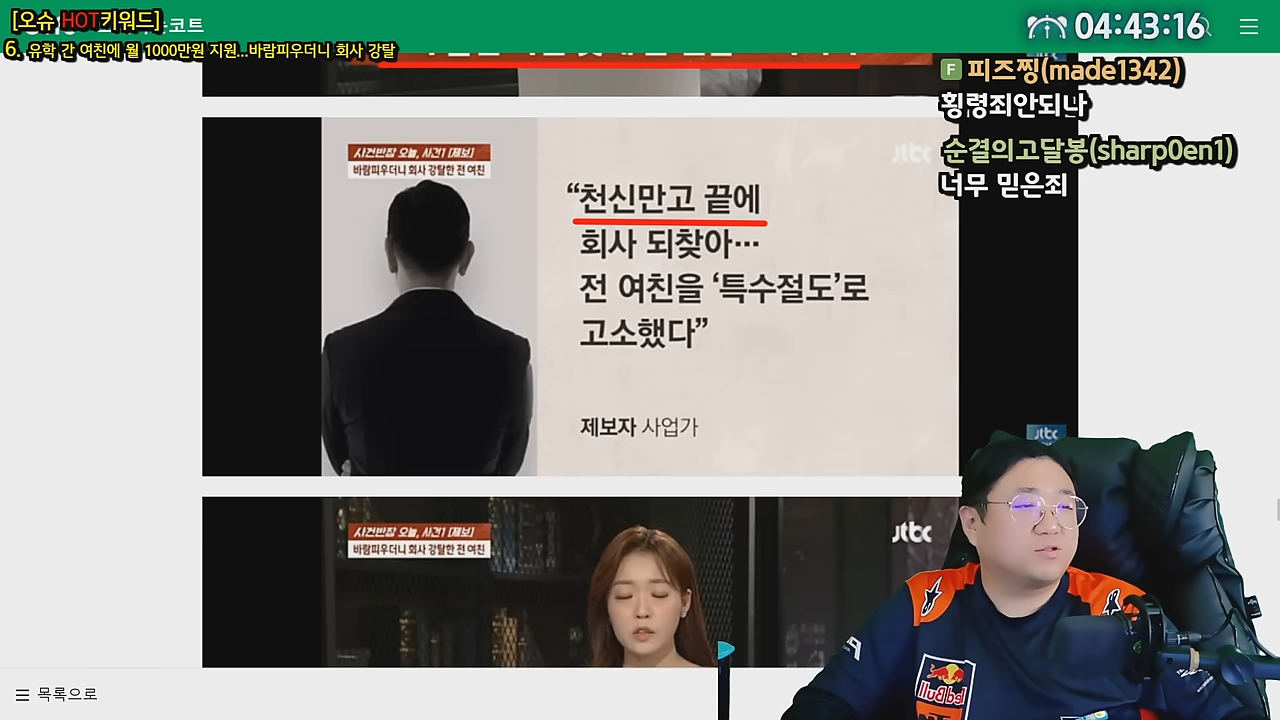 [오슈 HOT키워드]
코트
6. 유학 간 여친에 월 1000만원 지원...바람피우더니 회사 강탈
04:43:16
F 피즈찡(made1342)
횡령죄안되나
순결의고달봉(sharp0en1)
너무 믿은죄
사건반장 오늘, 사건1 [제보]
바람피우더니 회사 강탈한 전 여친
jtbc
“천신만고 끝에
회사 되찾아…
전 여친을 ‘특수절도’로
고소했다”
제보자 사업가
jtbc
사건반장 오늘, 사건1 [제보]
바람피우더니 회사 강탈한 전 여친
jtbc
Red Bull
목록으로